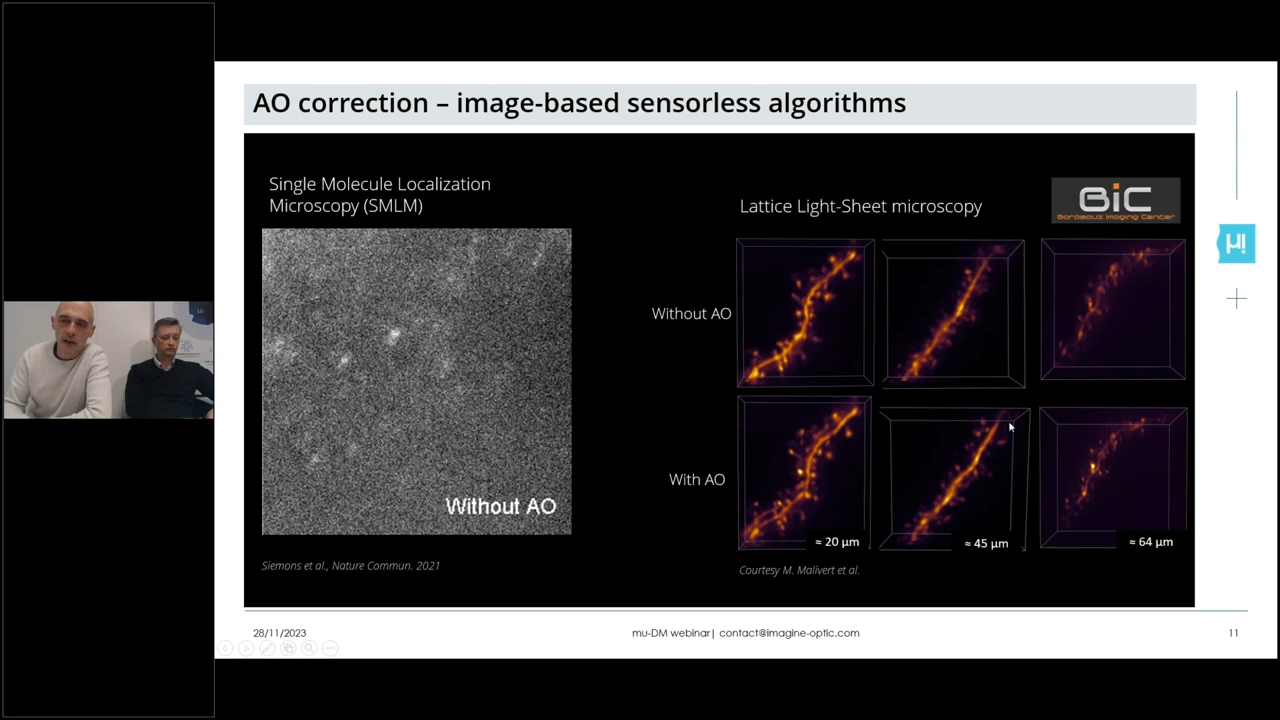 AO correction – image-based sensorless algorithms
Single Molecule Localization
Microscopy (SMLM)
Without AO
Siemons et al., Nature Commun. 2021
Lattice Light-Sheet microscopy
BiC
Bordeaux Imaging Center
Without AO
With AO
≈ 20 µm
≈ 45 µm
≈ 64 µm
Courtesy M. Malivert et al.
µ!
28/11/2023
mu-DM webinar| contact@imagine-optic.com
11